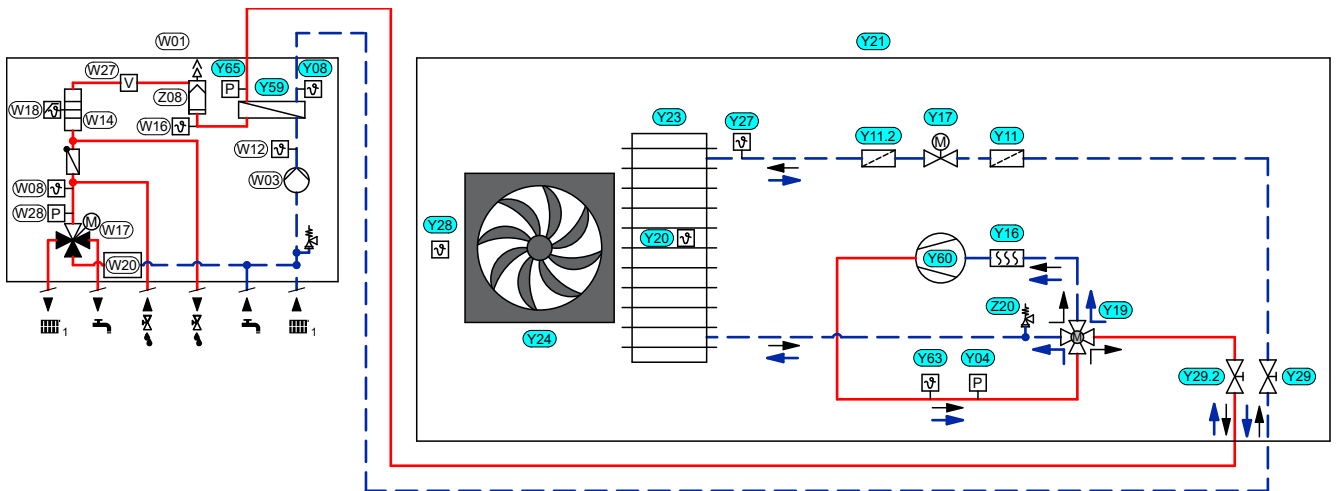 W01
Y21
W27
V
Y65
Y08
P
Y59
ϑ
W18
ϑ
Z08
W14
W16
ϑ
Y23
Y27
ϑ
Y11.2
Y17
M
Y11
W12
ϑ
W08
ϑ
W03
W28
P
M
W17
Y28
ϑ
Y20
ϑ
Y60
Y16
W20
Z20
Y19
M
1
1
Y24
Y63
ϑ
Y04
P
Y29.2
Y29